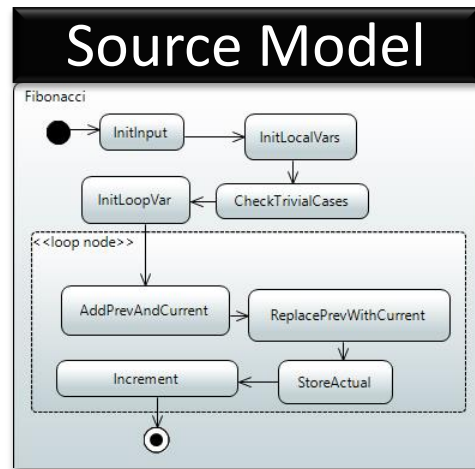 Source Model
Fibonacci
InitInput
InitLocalVars
InitLoopVar
CheckTrivialCases
<<loop node>>
AddPrevAndCurrent
ReplacePrevWithCurrent
Increment
StoreActual